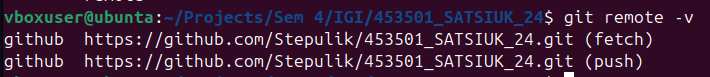 vboxuser@ubuntu:~/Projects/Sem 4/IGI/453501_SATSIUK_24$ git remote -v
github  https://github.com/Stepulik/453501_SATSIUK_24.git (fetch)
github  https://github.com/Stepulik/453501_SATSIUK_24.git (push)